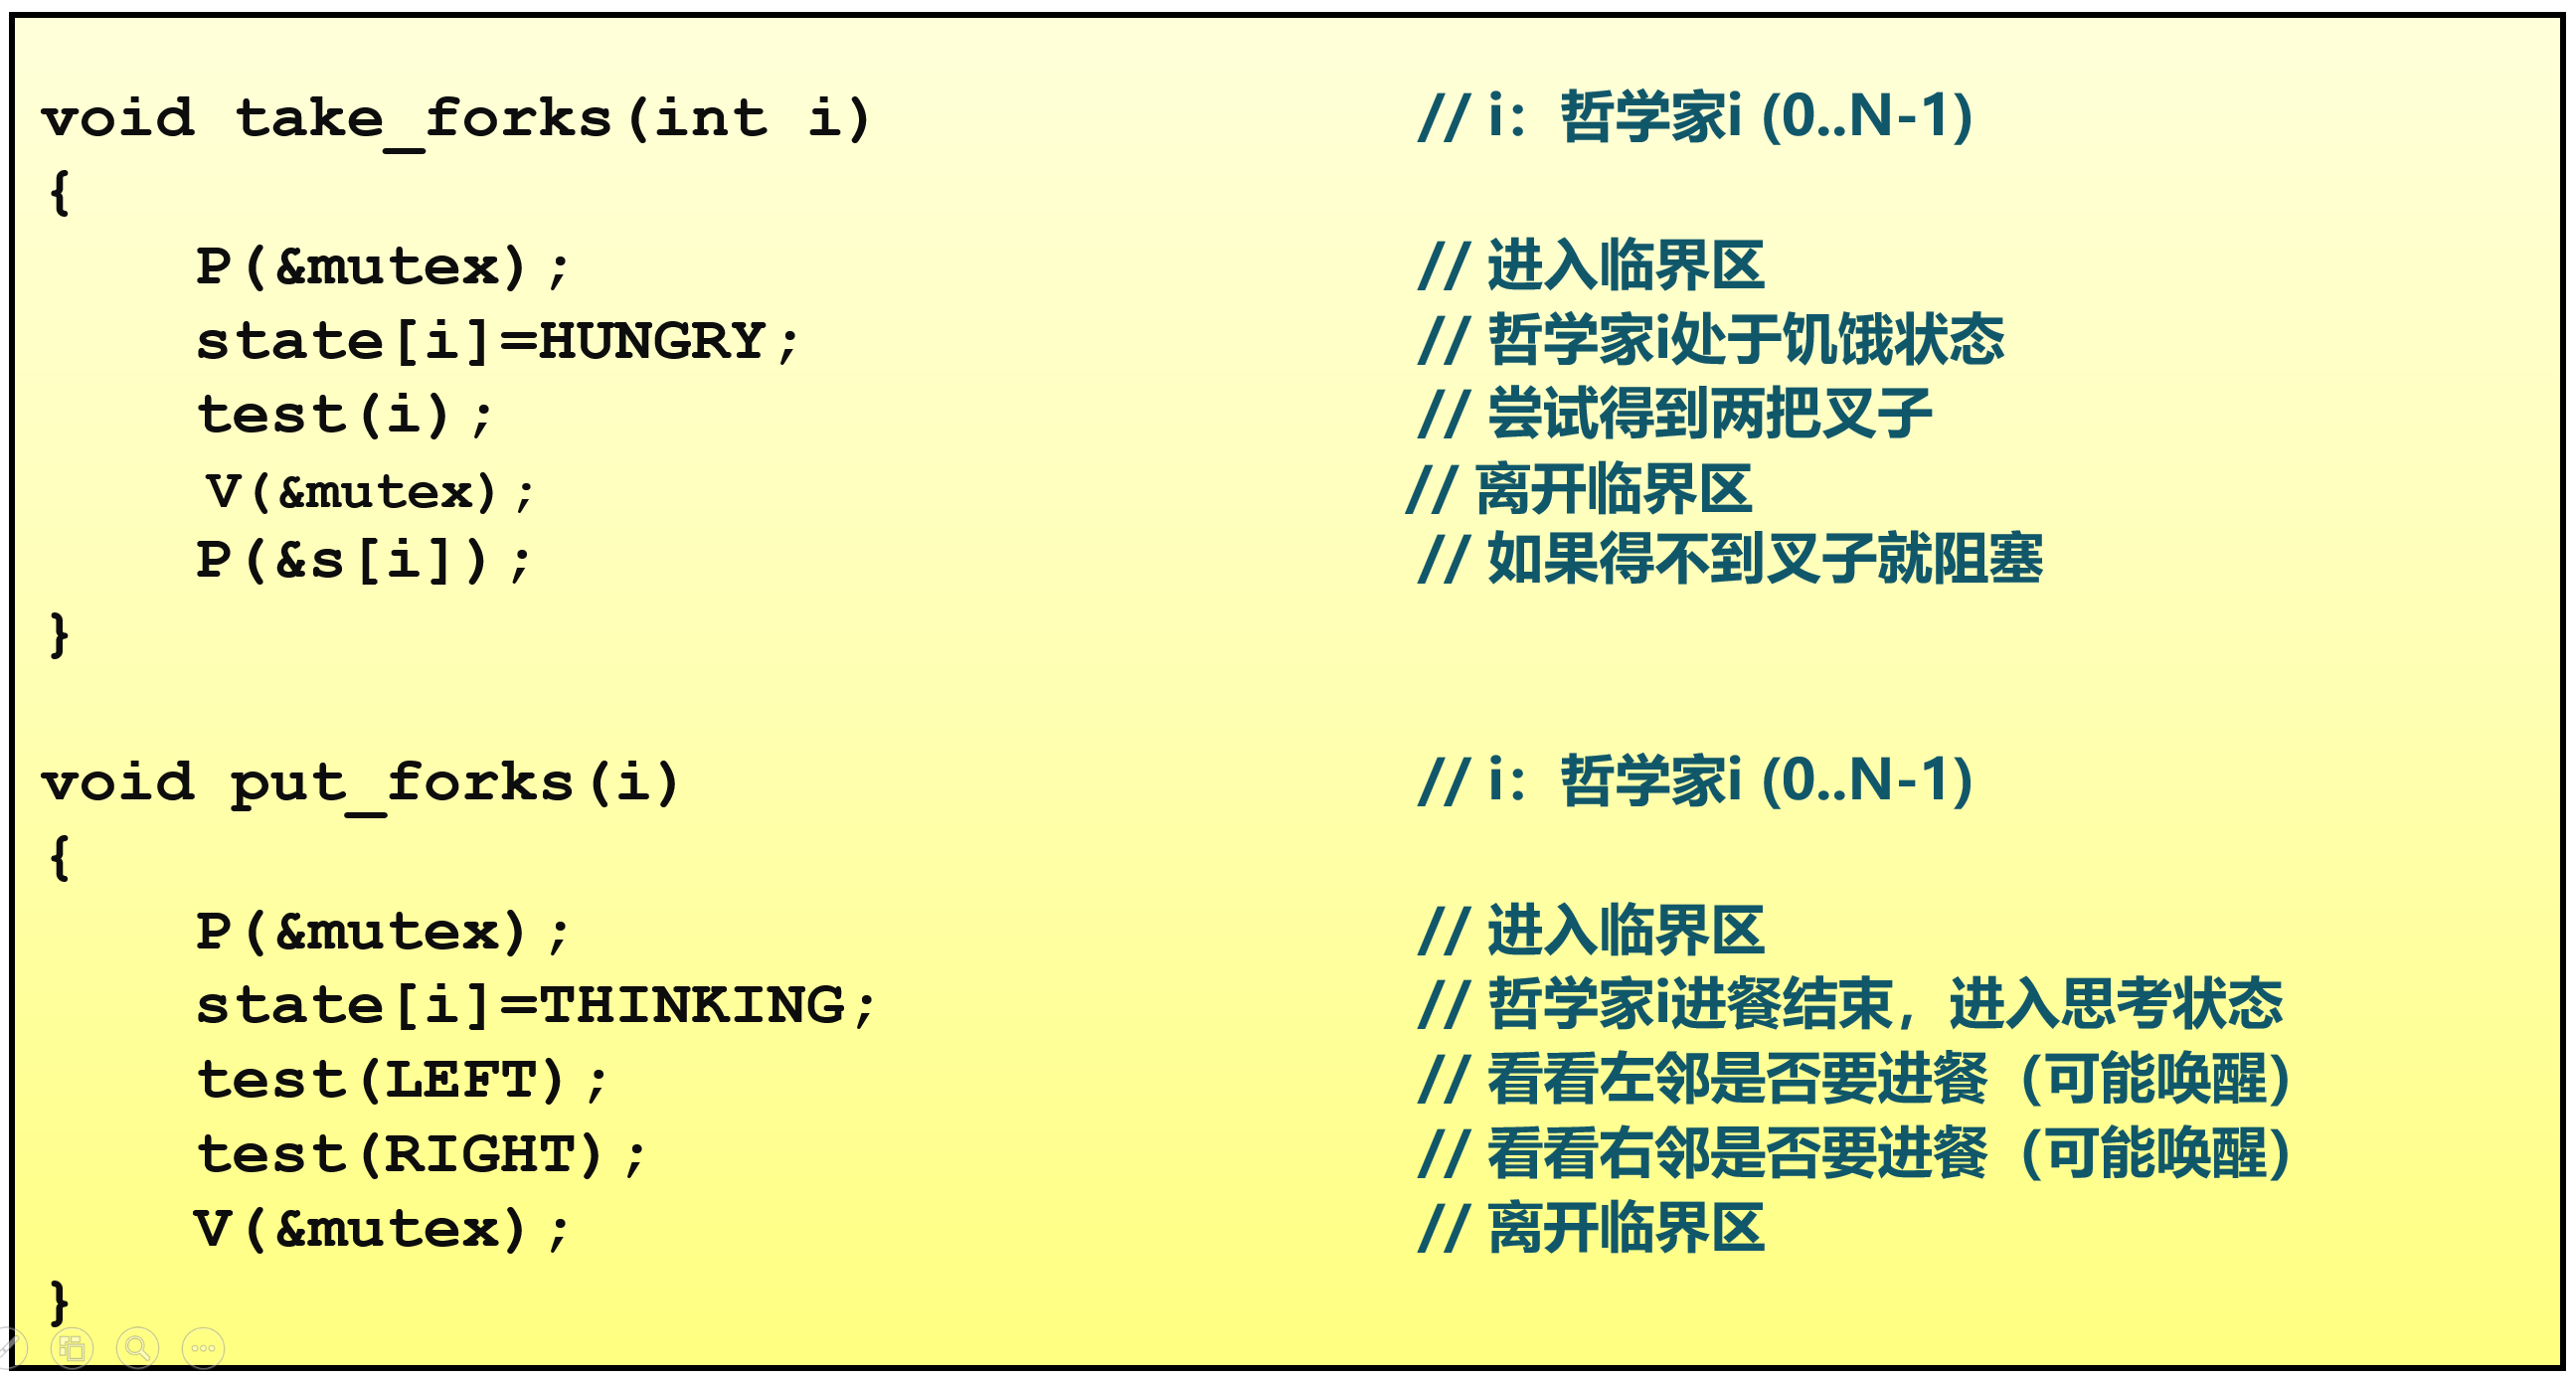 void take_forks(int i) // i：哲学家i (0..N-1)
{
P(&mutex); // 进入临界区
state[i]=HUNGRY; // 哲学家i处于饥饿状态
test(i); // 尝试得到两把叉子
V(&mutex); // 离开临界区
P(&s[i]); // 如果得不到叉子就阻塞
}
void put_forks(i) // i：哲学家i (0..N-1)
{
P(&mutex); // 进入临界区
state[i]=THINKING; // 哲学家i进餐结束，进入思考状态
test(LEFT); // 看看左邻是否要进餐（可能唤醒）
test(RIGHT); // 看看右邻是否要进餐（可能唤醒）
V(&mutex); // 离开临界区
}